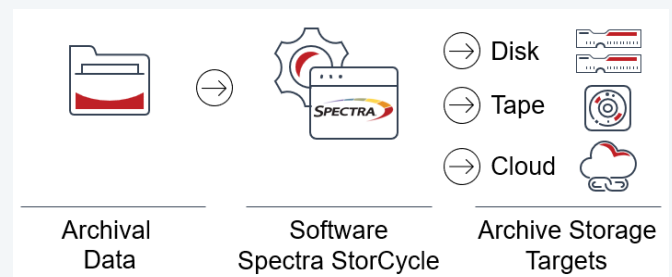 Disk
SPECTRA
Tape
Cloud
Archival
Data
Software
Spectra StorCycle
Archive Storage
Targets